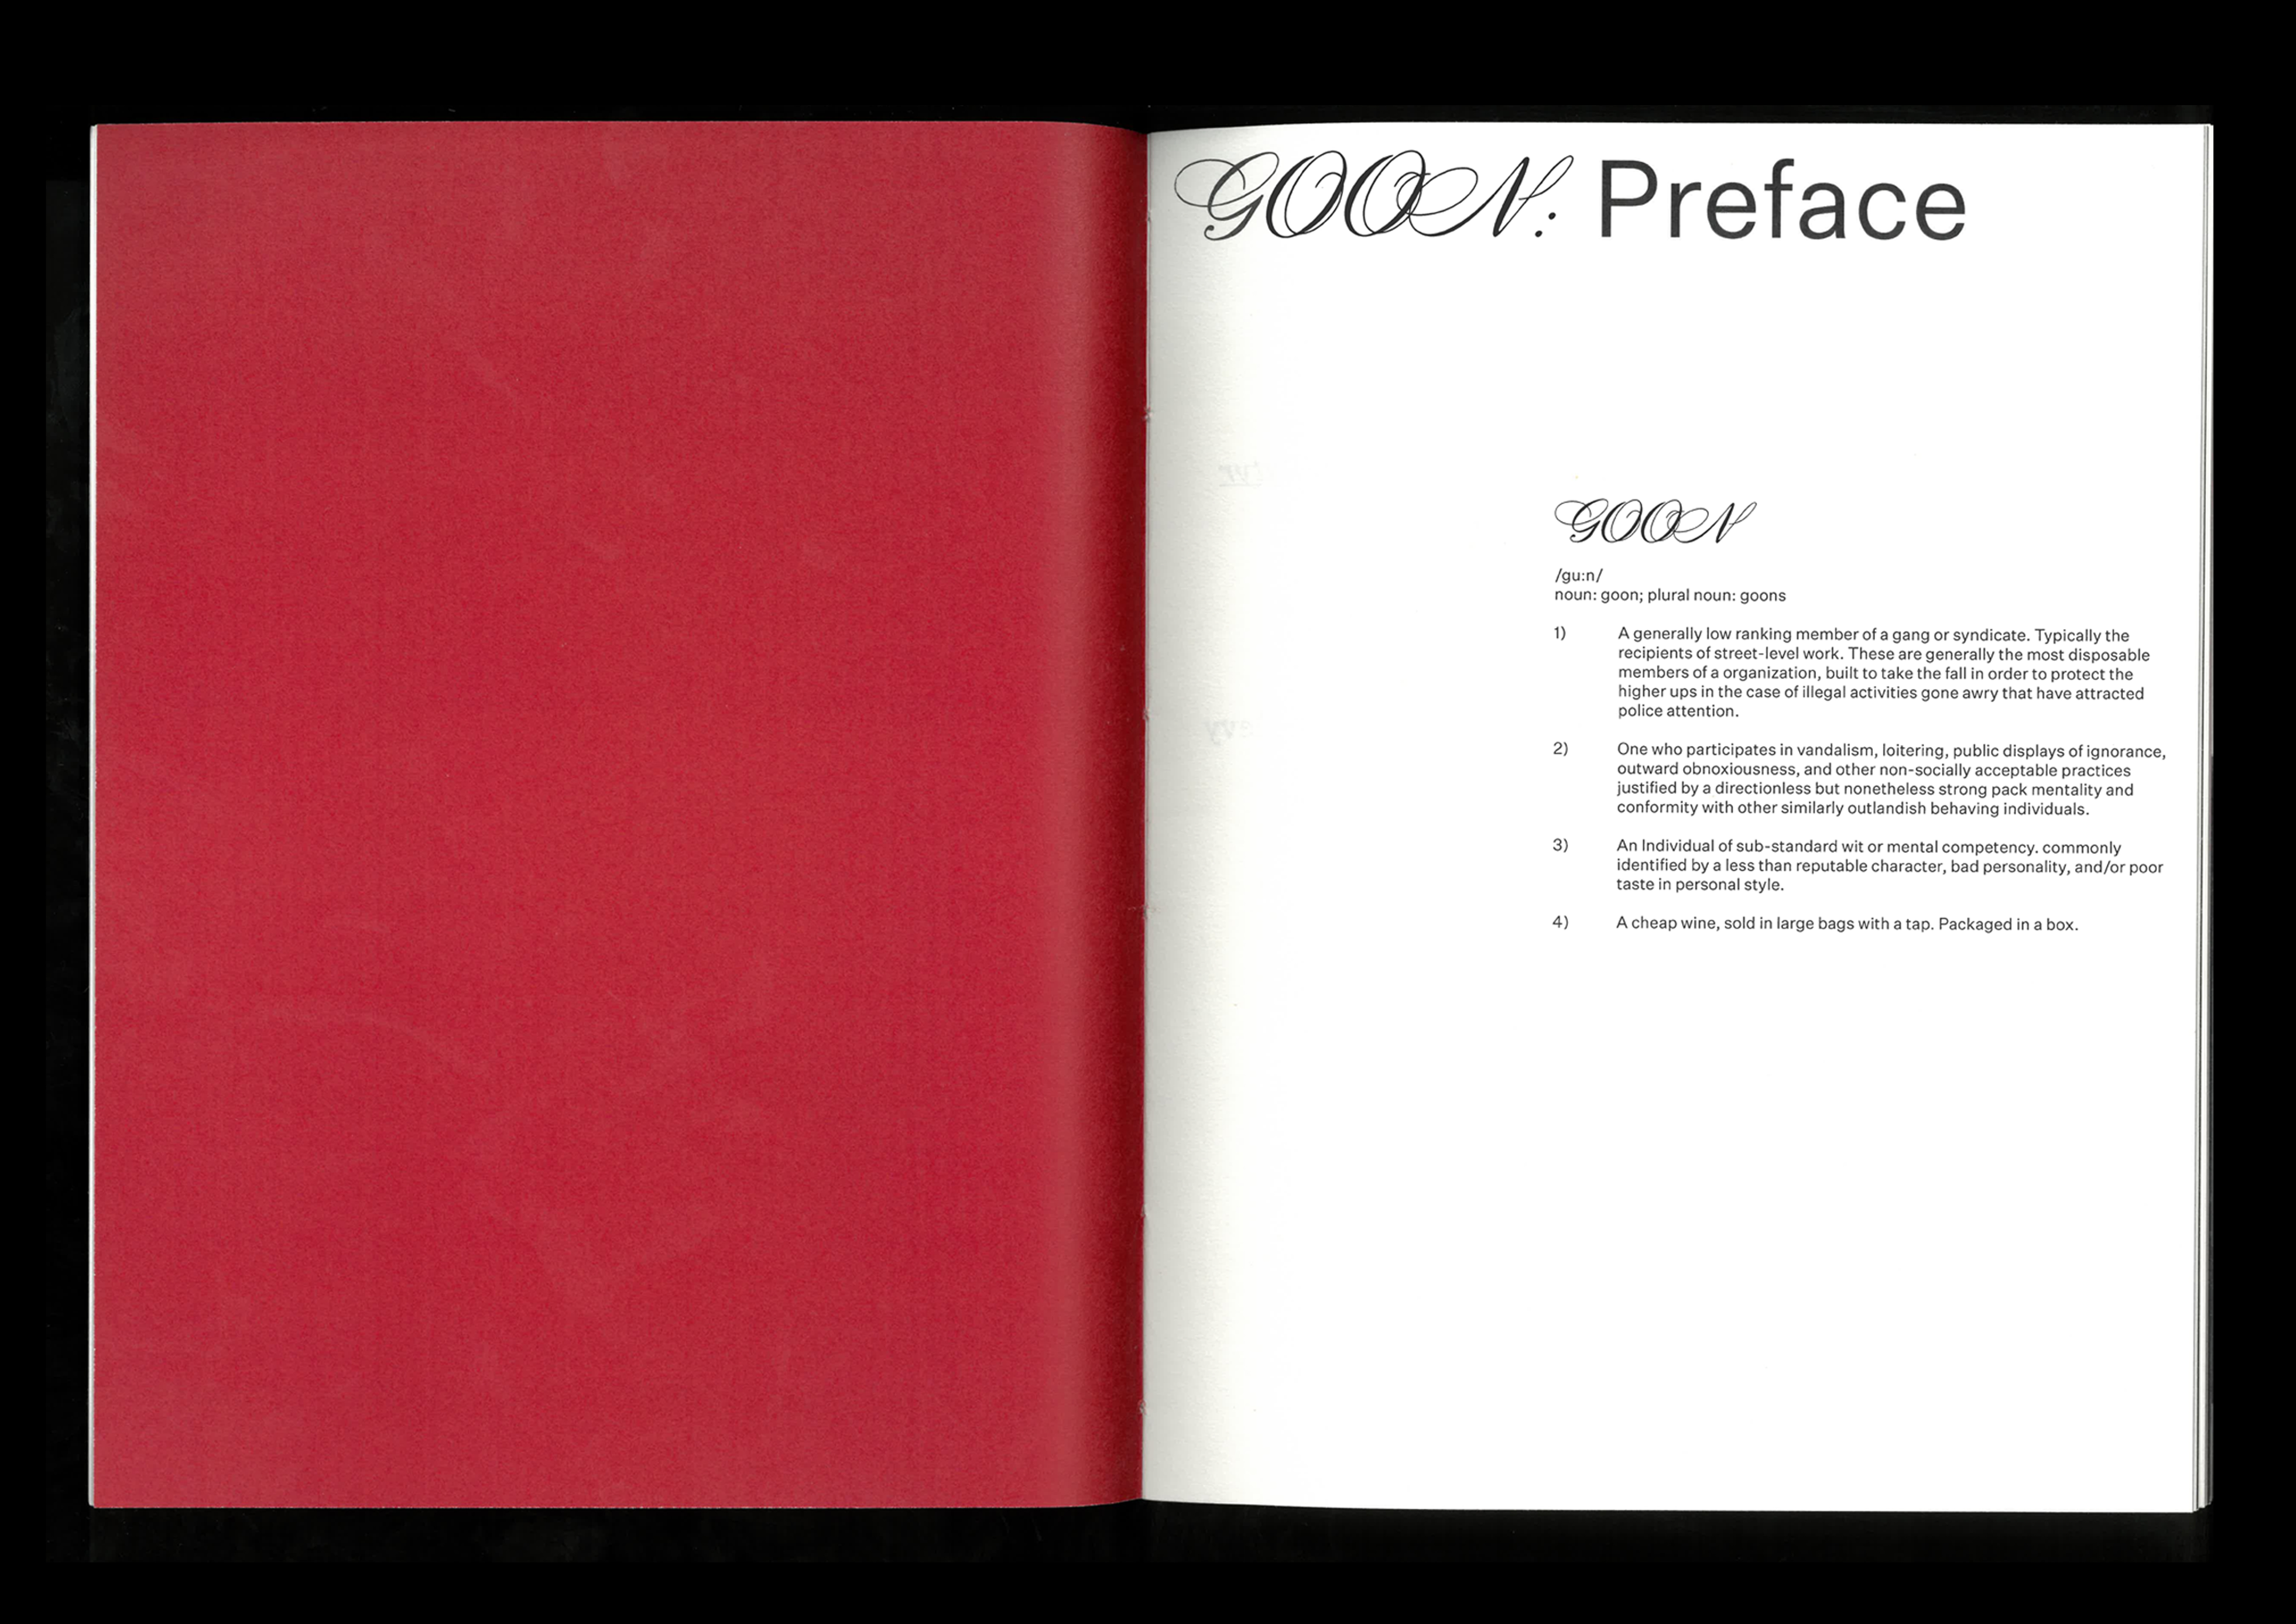 GOON: Preface
GOON
/gu:n/
noun: goon; plural noun: goons
1) A generally low ranking member of a gang or syndicate. Typically the
recipients of street-level work. These are generally the most disposable
members of a organization, built to take the fall in order to protect the
higher ups in the case of illegal activities gone awry that have attracted
police attention.
2) One who participates in vandalism, loitering, public displays of ignorance,
outward obnoxiousness, and other non-socially acceptable practices
justified by a directionless but nonetheless strong pack mentality and
conformity with other similarly outlandish behaving individuals.
3) An Individual of sub-standard wit or mental competency. commonly
identified by a less than reputable character, bad personality, and/or poor
taste in personal style.
4) A cheap wine, sold in large bags with a tap. Packaged in a box.